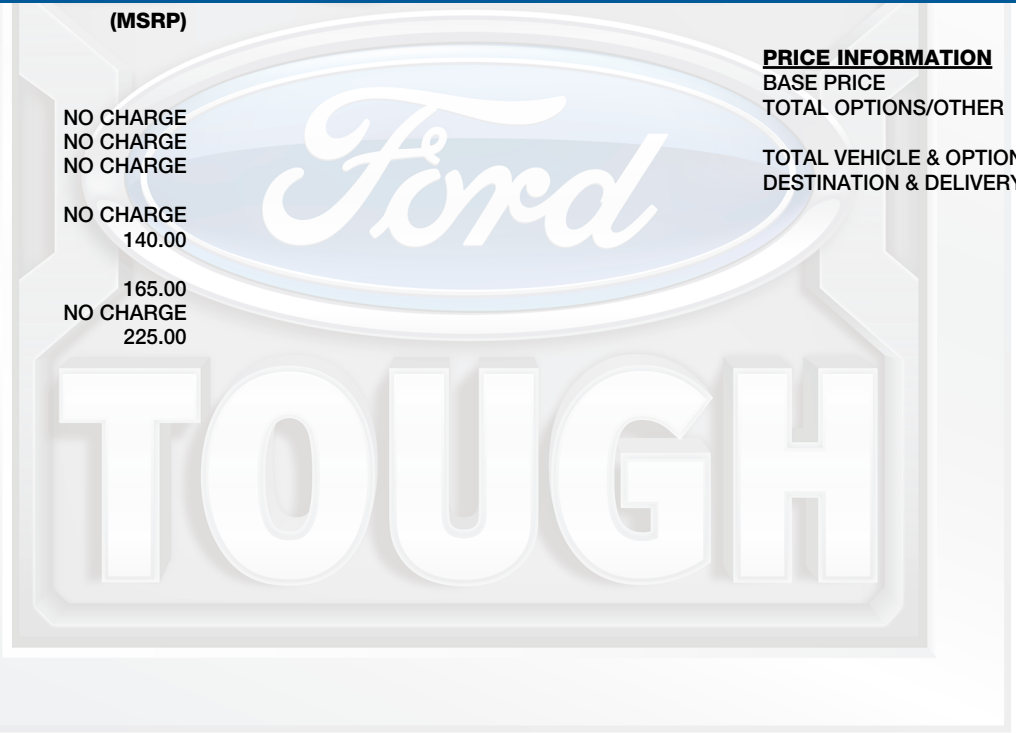 (MSRP)
NO CHARGE
NO CHARGE
NO CHARGE
NO CHARGE
140.00
165.00
NO CHARGE
225.00
PRICE INFORMATION
BASE PRICE
TOTAL OPTIONS/OTHER
TOTAL VEHICLE & OPTION
DESTINATION & DELIVERY
Ford
TOUGH